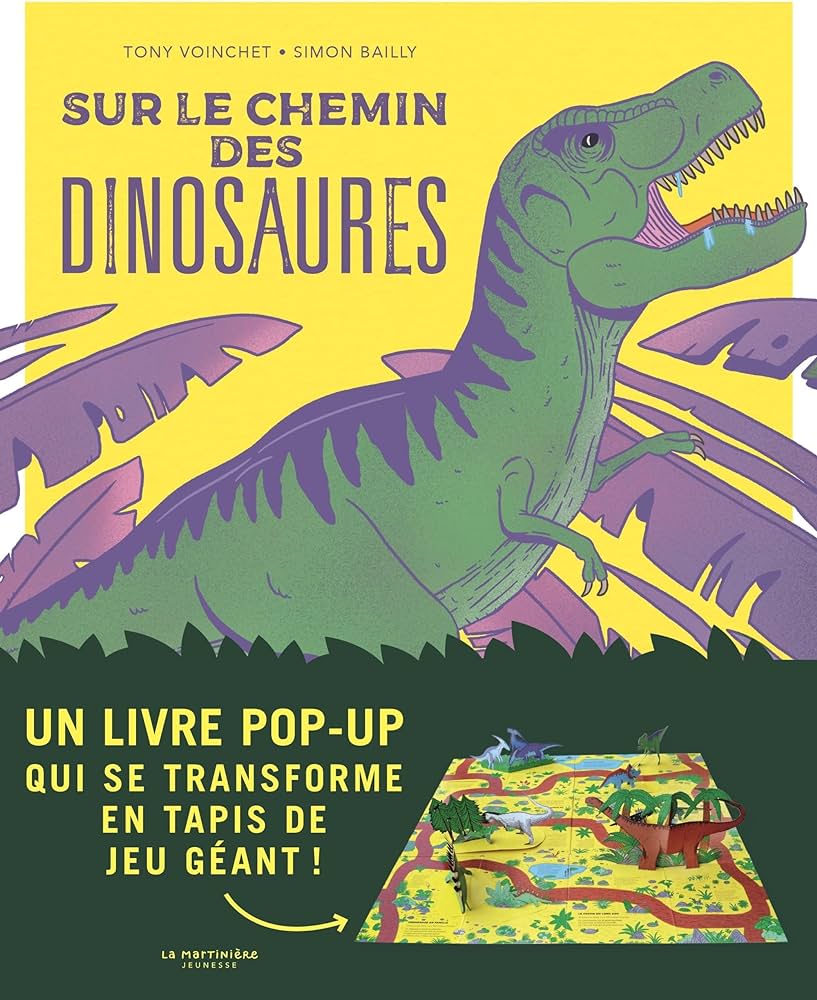 TONY VOINCHET • SIMON BAILLY
SUR LE CHEMIN
DES
DINOSAURES
UN LIVRE POP-UP
QUI SE TRANSFORME
EN TAPIS DE
JEU GÉANT !
LA MARTINIÈRE
JEUNESSE